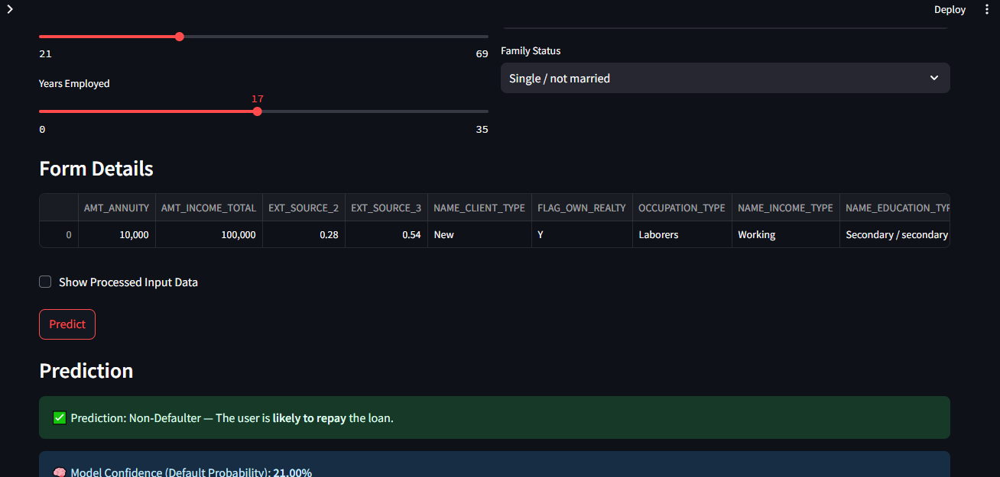 Deploy
21 69
Family Status
Single / not married
Years Employed
17
0 35
Form Details
AMT_ANNUITY AMT_INCOME_TOTAL EXT_SOURCE_2 EXT_SOURCE_3 NAME_CLIENT_TYPE FLAG_OWN_REALTY OCCUPATION_TYPE NAME_INCOME_TYPE NAME_EDUCATION_TYP
0 10,000 100,000 0.28 0.54 New Y Laborers Working Secondary / secondary
Show Processed Input Data
Predict
Prediction
✅ Prediction: Non-Defaulter — The user is likely to repay the loan.
🧠 Model Confidence (Default Probability): 21.00%